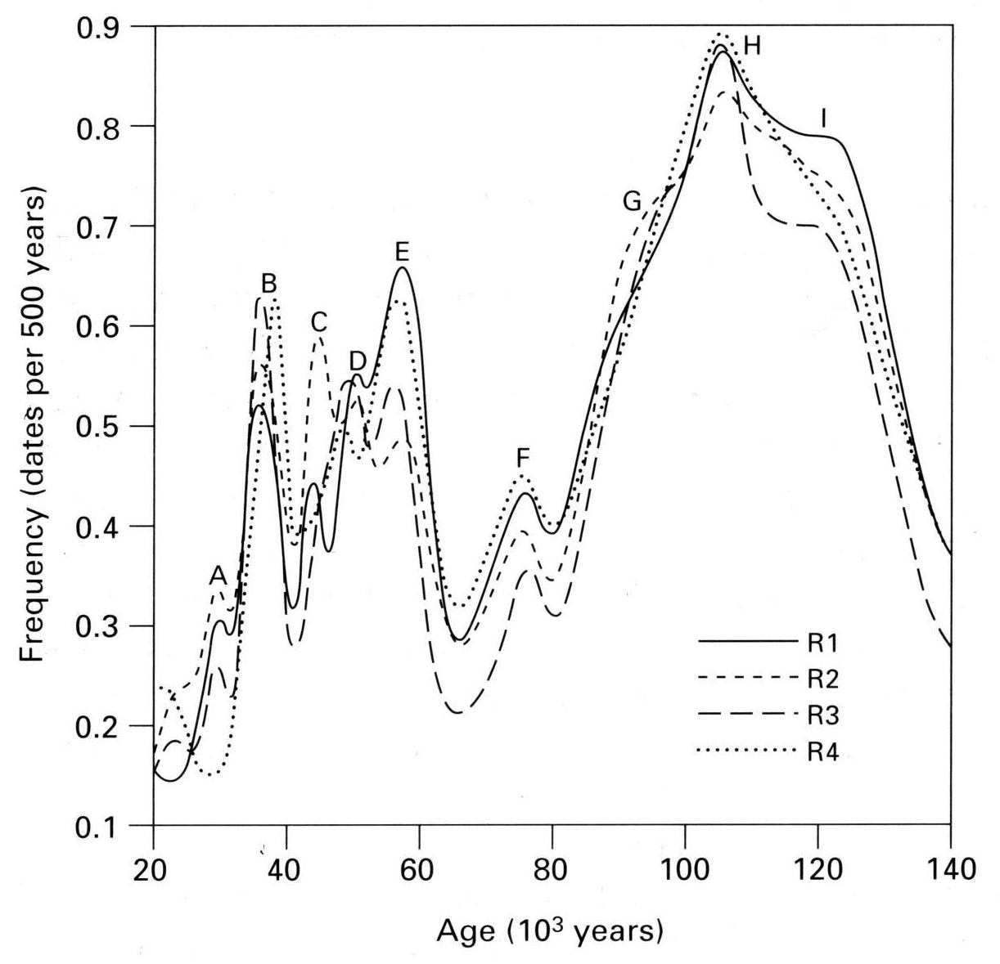 0.9
0.8
0.7
0.6
0.5
0.4
0.3
0.2
0.1
Frequency (dates per 500 years)
A
B
C
D
E
F
G
H
I
R1
R2
R3
R4
20 40 60 80 100 120 140
Age (10³ years)